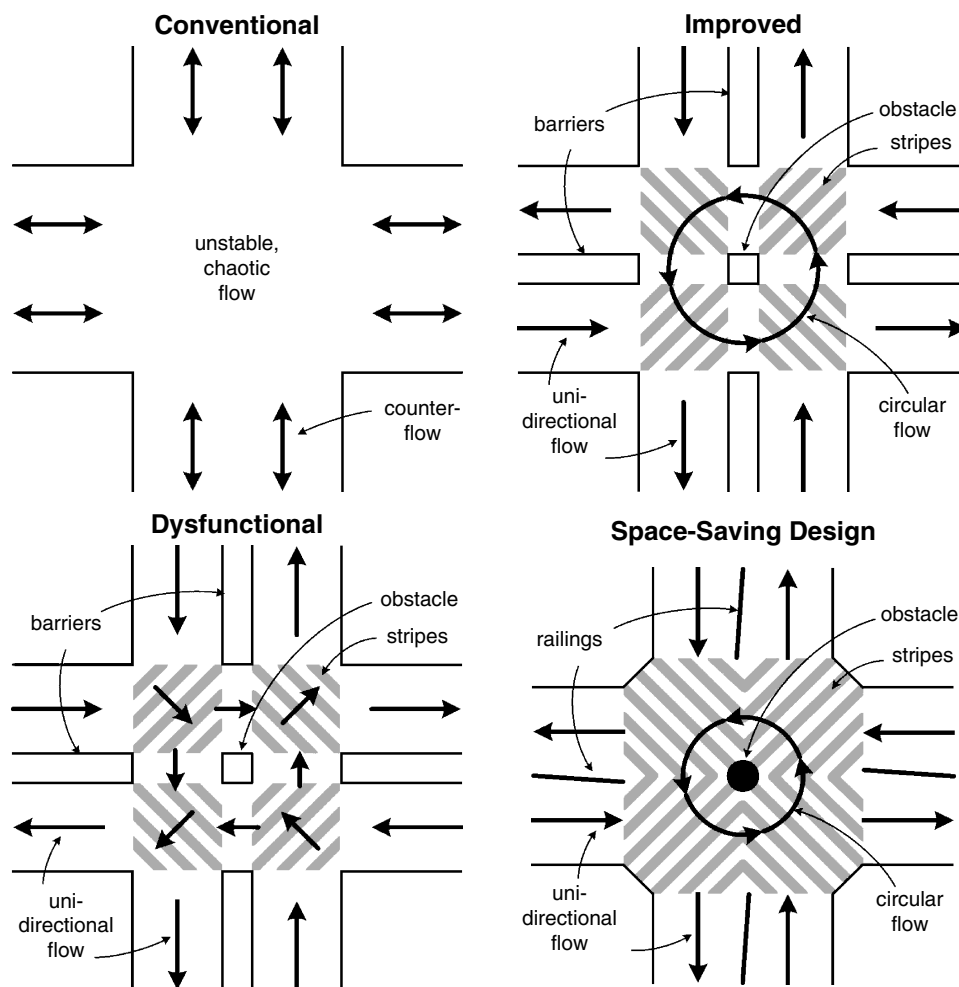 Conventional
unstable,
chaotic
flow
counter-
flow
Improved
barriers
obstacle
stripes
uni-
directional
flow
circular
flow
Dysfunctional
barriers
obstacle
stripes
uni-
directional
flow
Space-Saving Design
railings
obstacle
stripes
uni-
directional
flow
circular
flow